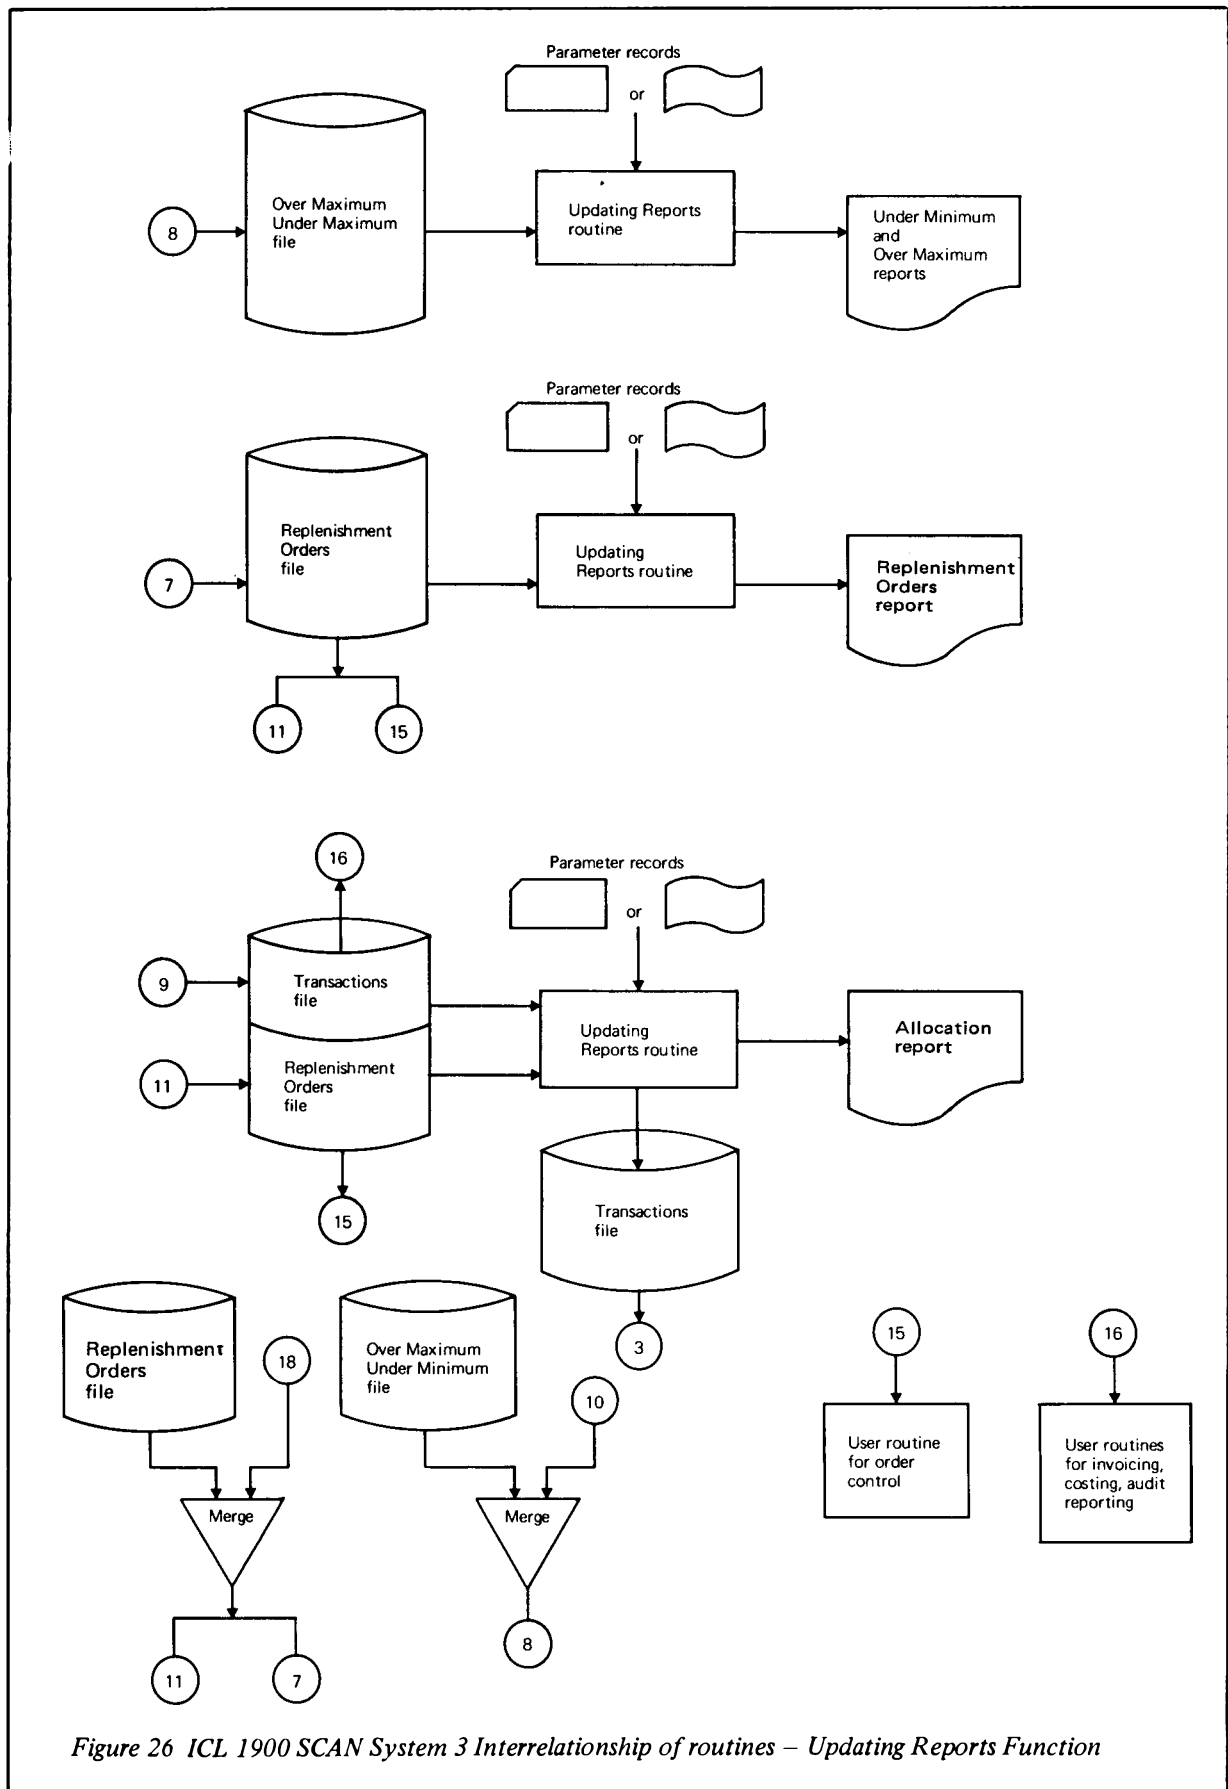 Parameter records
or
Over Maximum
Under Maximum
file
8
Updating Reports
routine
Under Minimum
and
Over Maximum
reports
Parameter records
or
Replenishment
Orders
file
7
Updating
Reports routine
Replenishment
Orders
report
11
15
16
Parameter records
or
9
Transactions
file
11
Replenishment
Orders
file
Updating
Reports routine
Allocation
report
15
Transactions
file
3
Replenishment
Orders
file
18
Merge
11
7
Over Maximum
Under Minimum
file
10
Merge
8
15
User routine
for order
control
16
User routines
for invoicing,
costing, audit
reporting
Figure 26 ICL 1900 SCAN System 3 Interrelationship of routines – Updating Reports Function